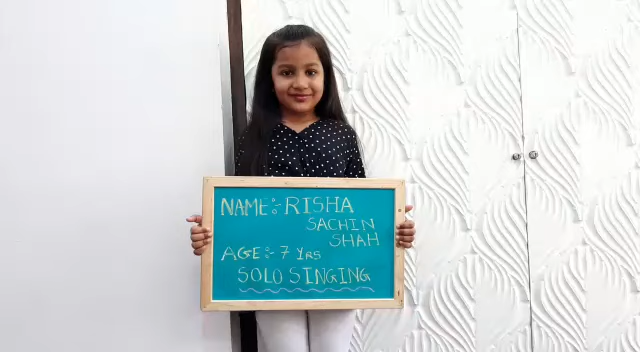 NAME:- RISHA
SACHIN
SHAH
AGE:- 7 YRS
SOLO SINGING